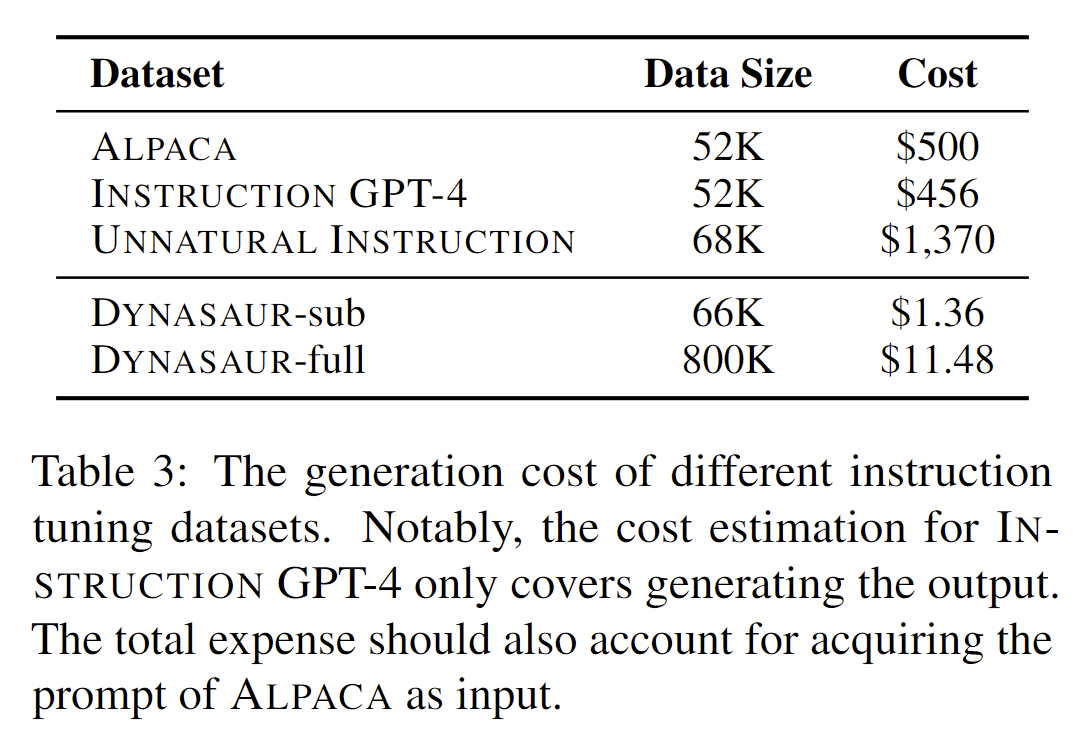 Dataset Data Size Cost
ALPACA 52K $500
INSTRUCTION GPT-4 52K $456
UNNATURAL INSTRUCTION 68K $1,370
DYNASAUR-sub 66K $1.36
DYNASAUR-full 800K $11.48
Table 3: The generation cost of different instruction
tuning datasets. Notably, the cost estimation for IN-
STRUCTION GPT-4 only covers generating the output.
The total expense should also account for acquiring the
prompt of ALPACA as input.